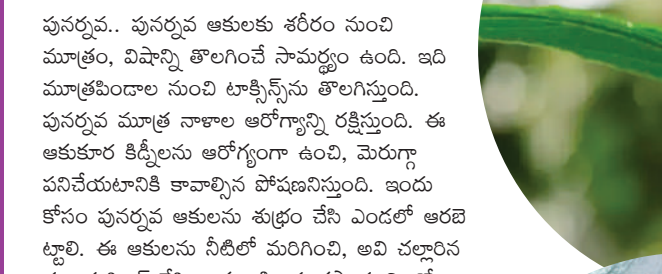 పునర్నవ.. పునర్నవ ఆకులకు శరీరం నుంచి
మూత్రం, విషాన్ని తొలగించే సామర్థ్యం ఉంది. ఇది
మూత్రపిండాల నుంచి టాక్సిన్స్‌ను తొలగిస్తుంది.
పునర్నవ మూత్ర నాళాల ఆరోగ్యాన్ని రక్షిస్తుంది. ఈ
ఆకుకూర కిడ్నీలను ఆరోగ్యంగా ఉంచి, మెరుగ్గా
పనిచేయటానికి కావాల్సిన పోషణనిస్తుంది. ఇందు
కోసం పునర్నవ ఆకులను శుభ్రం చేసి ఎండలో ఆరబె
ట్టాలి. ఈ ఆకులను నీటిలో మరిగించి, అవి చల్లారిన